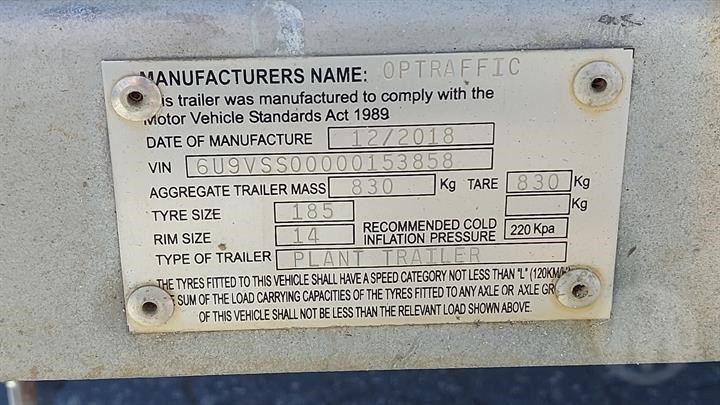 MANUFACTURERS NAME: OPTRAFFIC
is trailer was manufactured to comply with the
Motor Vehicle Standards Act 1989
DATE OF MANUFACTURE 12/2018
VIN 6U9VSS00000153858
AGGREGATE TRAILER MASS 830 Kg TARE 830 Kg
TYRE SIZE 185 Kg
RIM SIZE 14 RECOMMENDED COLD INFLATION PRESSURE 220 Kpa
TYPE OF TRAILER PLANT TRAILER
THE TYRES FITTED TO THIS VEHICLE SHALL HAVE A SPEED CATEGORY NOT LESS THAN "L" (120KM/H)
SUM OF THE LOAD CARRYING CAPACITIES OF THE TYRES FITTED TO ANY AXLE OR AXLE
OF THIS VEHICLE SHALL NOT BE LESS THAN THE RELEVANT LOAD SHOWN ABOVE.